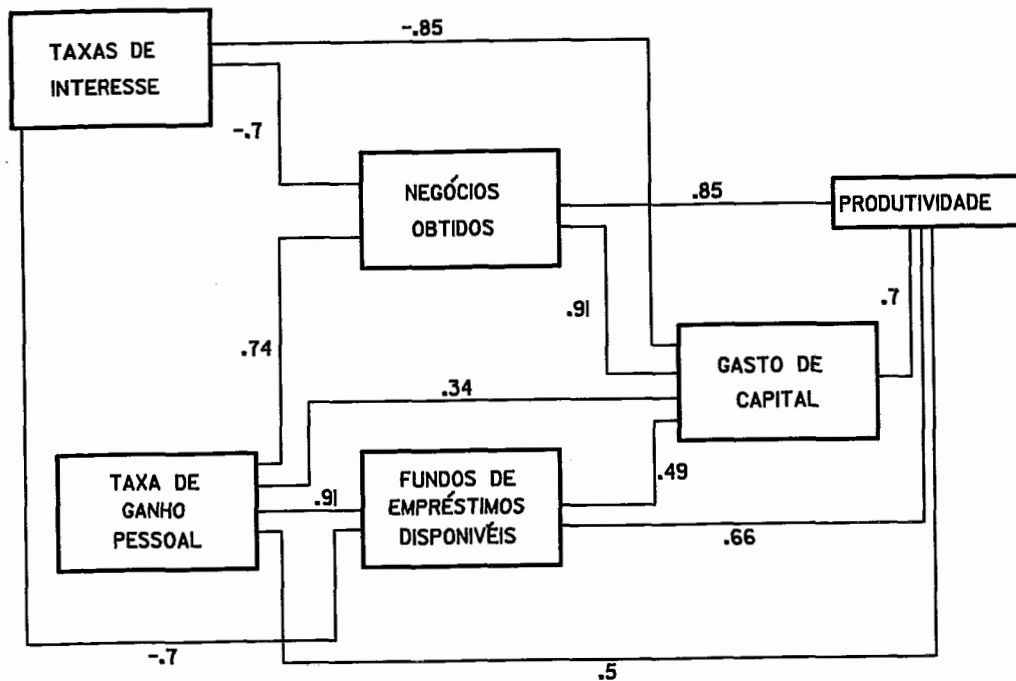 TAXAS DE
INTERESSE
-.85
-.7
NEGÓCIOS
OBTIDOS
.85
PRODUTIVIDADE
.74
.91
.7
GASTO DE
CAPITAL
.34
TAXA DE
GANHO
PESSOAL
.91
FUNDOS DE
EMPRÉSTIMOS
DISPONIVÉIS
.49
.66
-.7
.5